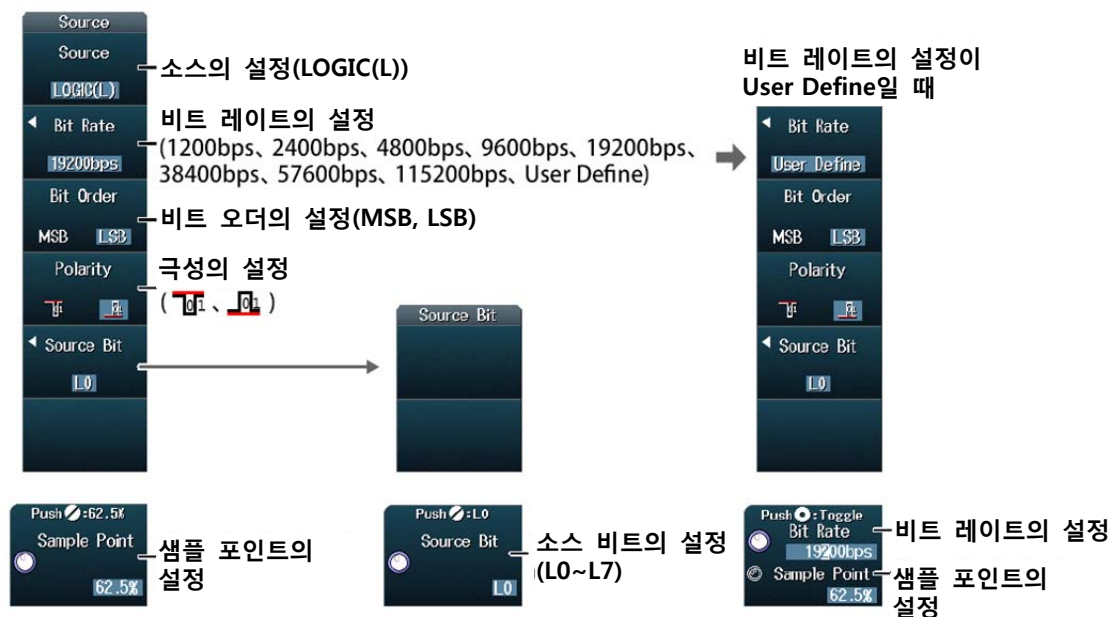 Source
Source
LOGIC(L)
소스의 설정(LOGIC(L))
Bit Rate
19200bps
비트 레이트의 설정
(1200bps、2400bps、4800bps、9600bps、19200bps、
38400bps、57600bps、115200bps、User Define)
Bit Order
MSB LSB
비트 오더의 설정(MSB, LSB)
Polarity
극성의 설정
( 01 、 01 )
Source Bit
L0
Source Bit
비트 레이트의 설정이
User Define일 때
Bit Rate
User Define
Bit Order
MSB LSB
Polarity
Source Bit
L0
Push :62.5%
Sample Point
62.5%
샘플 포인트의
설정
Push :L0
Source Bit
L0
소스 비트의 설정
(L0~L7)
Push :Toggle
Bit Rate
19200bps
비트 레이트의 설정
Sample Point
62.5%
샘플 포인트의
설정